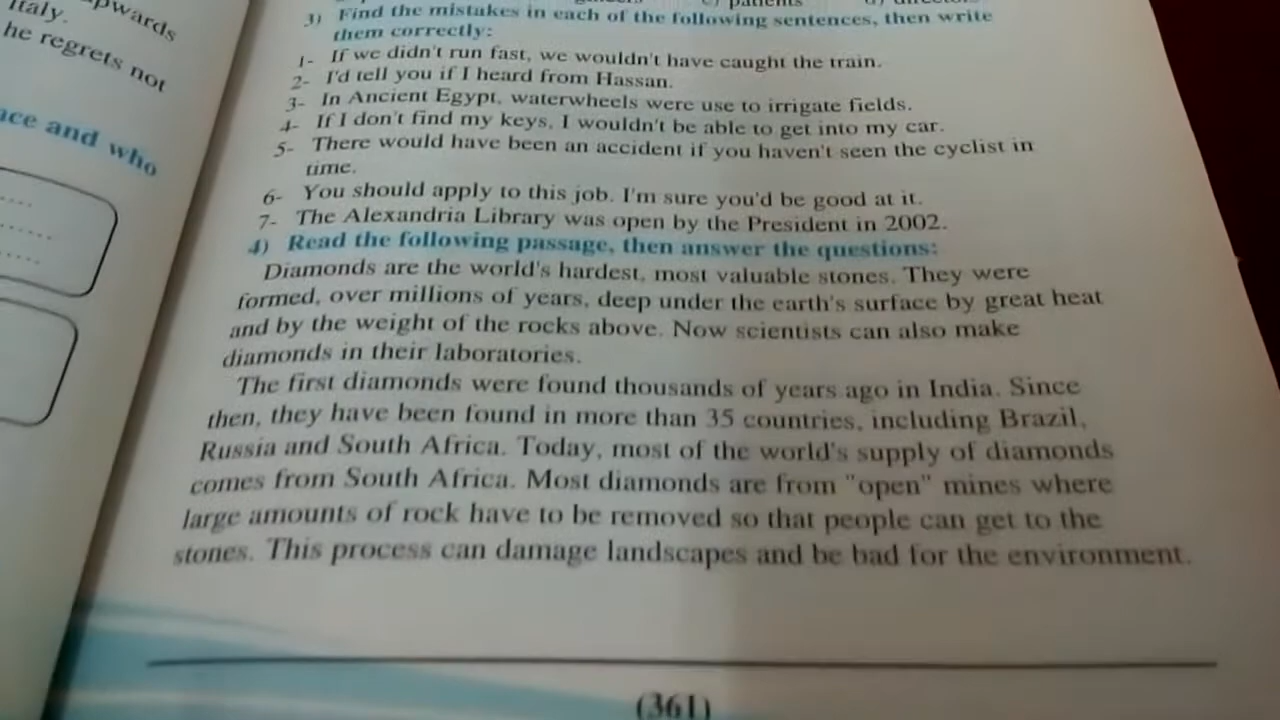 upwards
Italy.
he regrets not
and who
c) patients
3) Find the mistakes in each of the following sentences, then write
them correctly:
1- If we didn't run fast, we wouldn't have caught the train.
2- I'd tell you if I heard from Hassan.
3- In Ancient Egypt, waterwheels were use to irrigate fields.
4- If I don't find my keys, I wouldn't be able to get into my car.
5- There would have been an accident if you haven't seen the cyclist in
time.
6- You should apply to this job. I'm sure you'd be good at it.
7- The Alexandria Library was open by the President in 2002.
4) Read the following passage, then answer the questions:
Diamonds are the world's hardest, most valuable stones. They were
formed, over millions of years, deep under the earth's surface by great heat
and by the weight of the rocks above. Now scientists can also make
diamonds in their laboratories.
The first diamonds were found thousands of years ago in India. Since
then, they have been found in more than 35 countries, including Brazil,
Russia and South Africa. Today, most of the world's supply of diamonds
comes from South Africa. Most diamonds are from "open" mines where
large amounts of rock have to be removed so that people can get to the
stones. This process can damage landscapes and be bad for the environment.
(361)